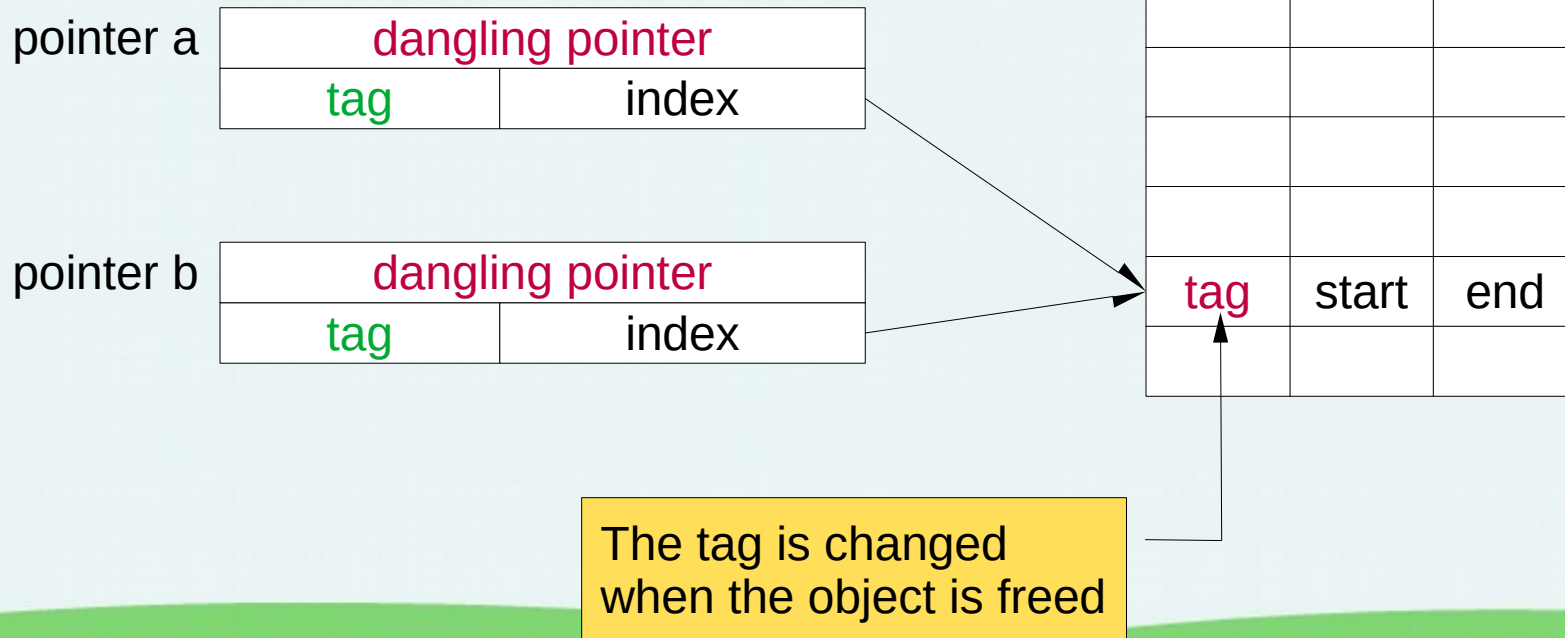 pointer a
dangling pointer
tag index
pointer b
dangling pointer
tag index
tag start end
The tag is changed
when the object is freed